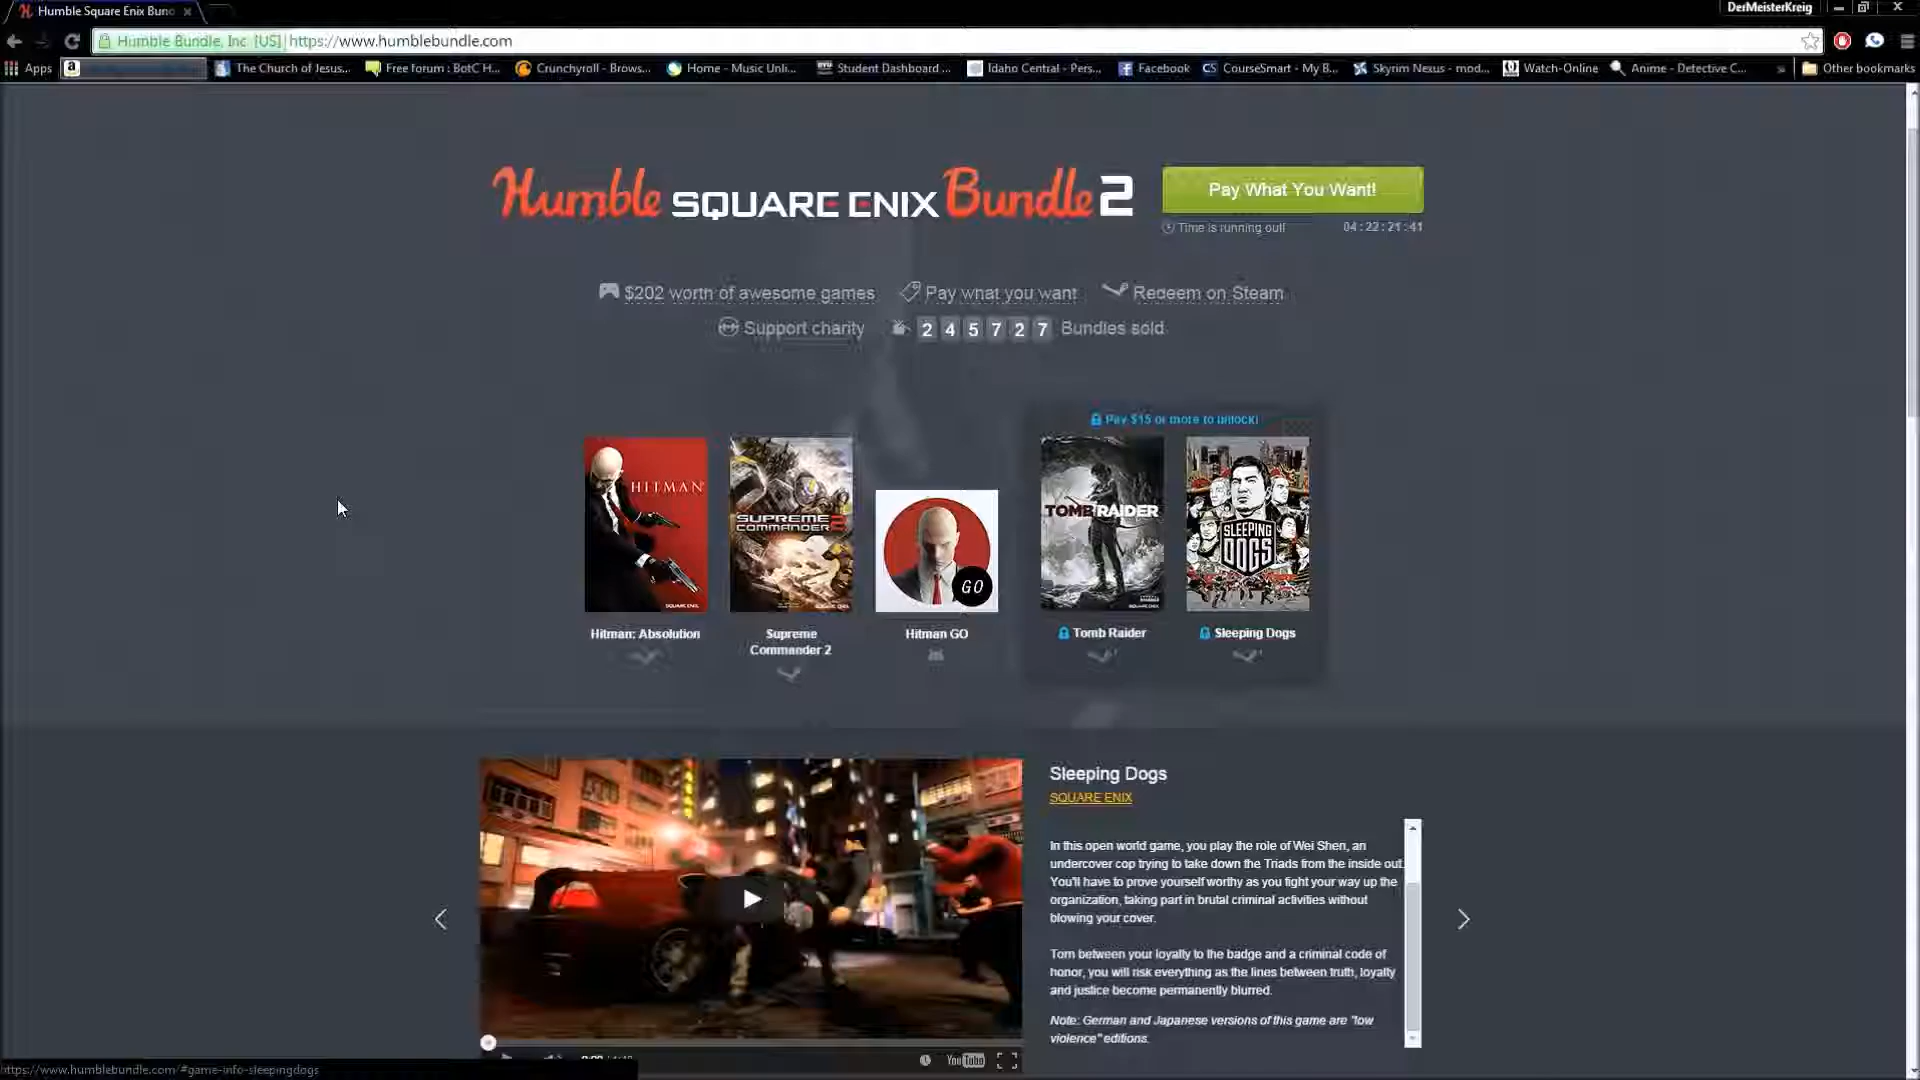 Humble Square Enix Bund
DerMeisterKreig
Humble Bundle, Inc [US] https://www.humblebundle.com
Apps
The Church of Jesus...
Free forum : BotC H...
Crunchyroll - Brows...
Home - Music Unli...
Student Dashboard ...
Idaho Central - Pers...
Facebook
CourseSmart - My B...
Skyrim Nexus - mod...
Watch-Online
Anime - Detective C...
Other bookmarks
Humble SQUARE ENIX Bundle 2
Pay What You Want!
Time is running out!
04:22:21:41
$202 worth of awesome games
Pay what you want
Redeem on Steam
Support charity
245727 Bundles sold
Pay $15 or more to unlock!
HITMAN
SQUARE ENIX
SUPREME
COMMANDER 2
GO
TOMB RAIDER
SQUARE ENIX
SLEEPING
DOGS
Hitman: Absolution
Supreme
Commander 2
Hitman GO
Tomb Raider
Sleeping Dogs
Sleeping Dogs
SQUARE ENIX
In this open world game, you play the role of Wei Shen, an
undercover cop trying to take down the Triads from the inside out.
You'll have to prove yourself worthy as you fight your way up the
organization, taking part in brutal criminal activities without
blowing your cover.
Torn between your loyalty to the badge and a criminal code of
honor, you will risk everything as the lines between truth, loyalty
and justice become permanently blurred.
Note: German and Japanese versions of this game are "low
violence" editions.
YouTube
https://www.humblebundle.com/#game-info-sleepingdogs